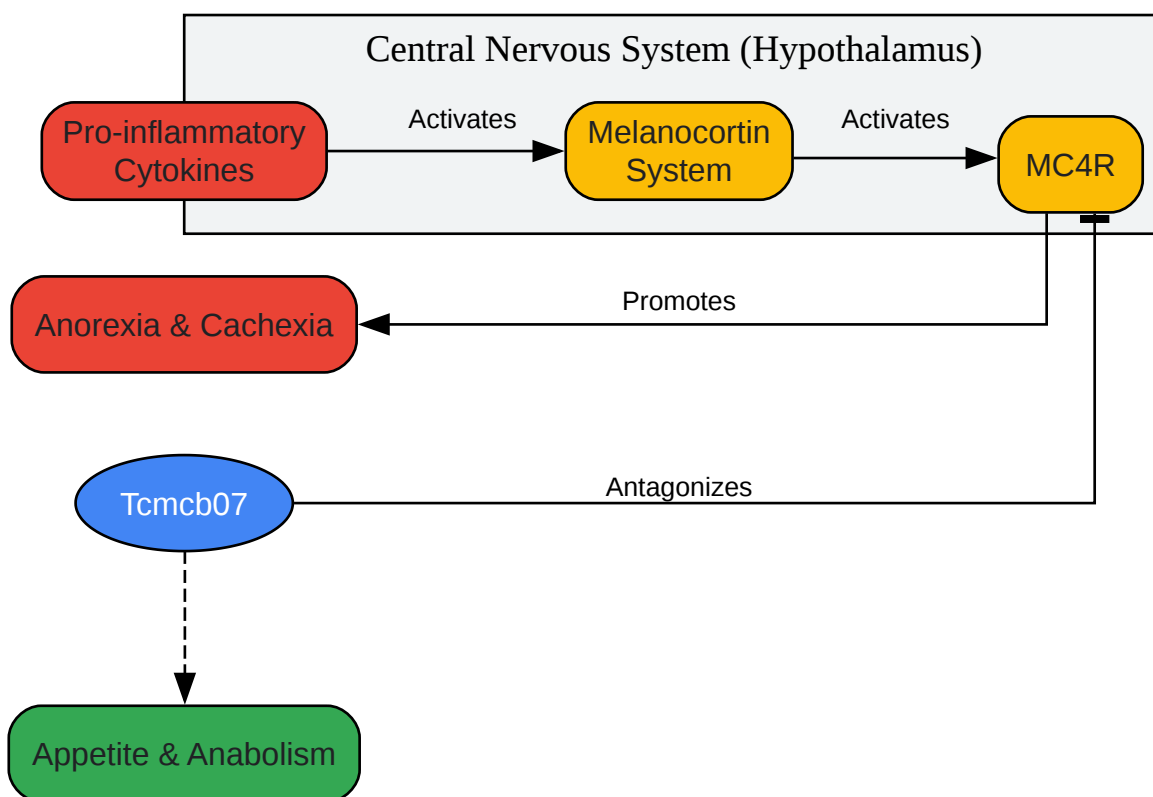 Central Nervous System (Hypothalamus)
Pro-inflammatory
Cytokines
Activates
Melanocortin
System
Activates
MC4R
Promotes
Anorexia & Cachexia
Antagonizes
Tcmcb07
Appetite & Anabolism